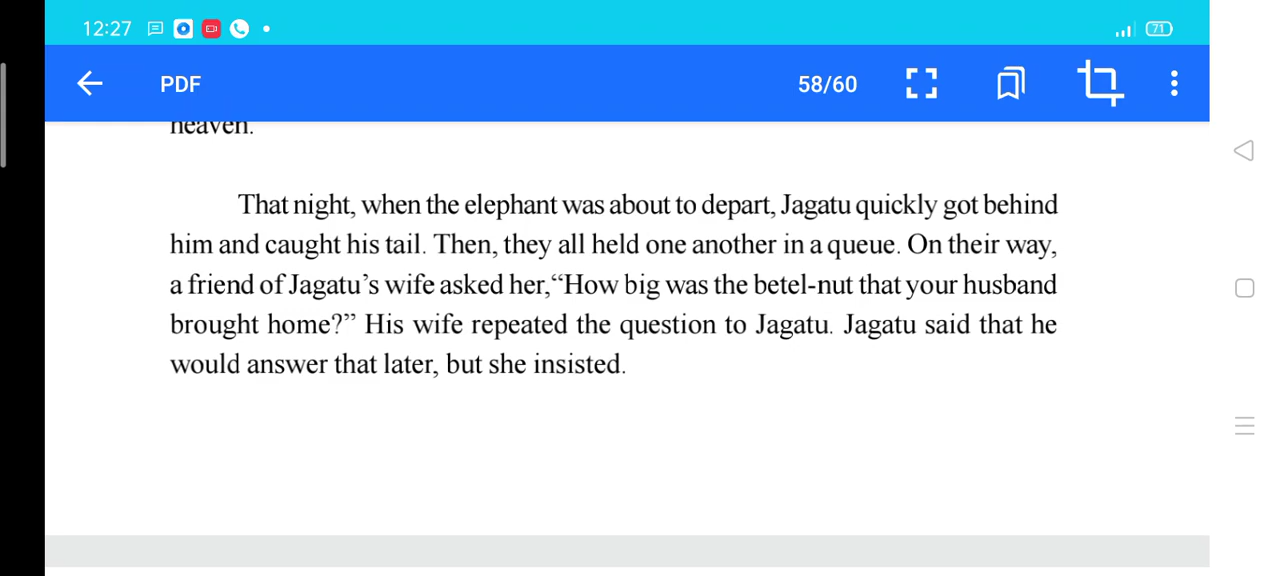 12:27
71
PDF
58/60
heaven.
That night, when the elephant was about to depart, Jagatu quickly got behind
him and caught his tail. Then, they all held one another in a queue. On their way,
a friend of Jagatu’s wife asked her,“How big was the betel-nut that your husband
brought home?” His wife repeated the question to Jagatu. Jagatu said that he
would answer that later, but she insisted.